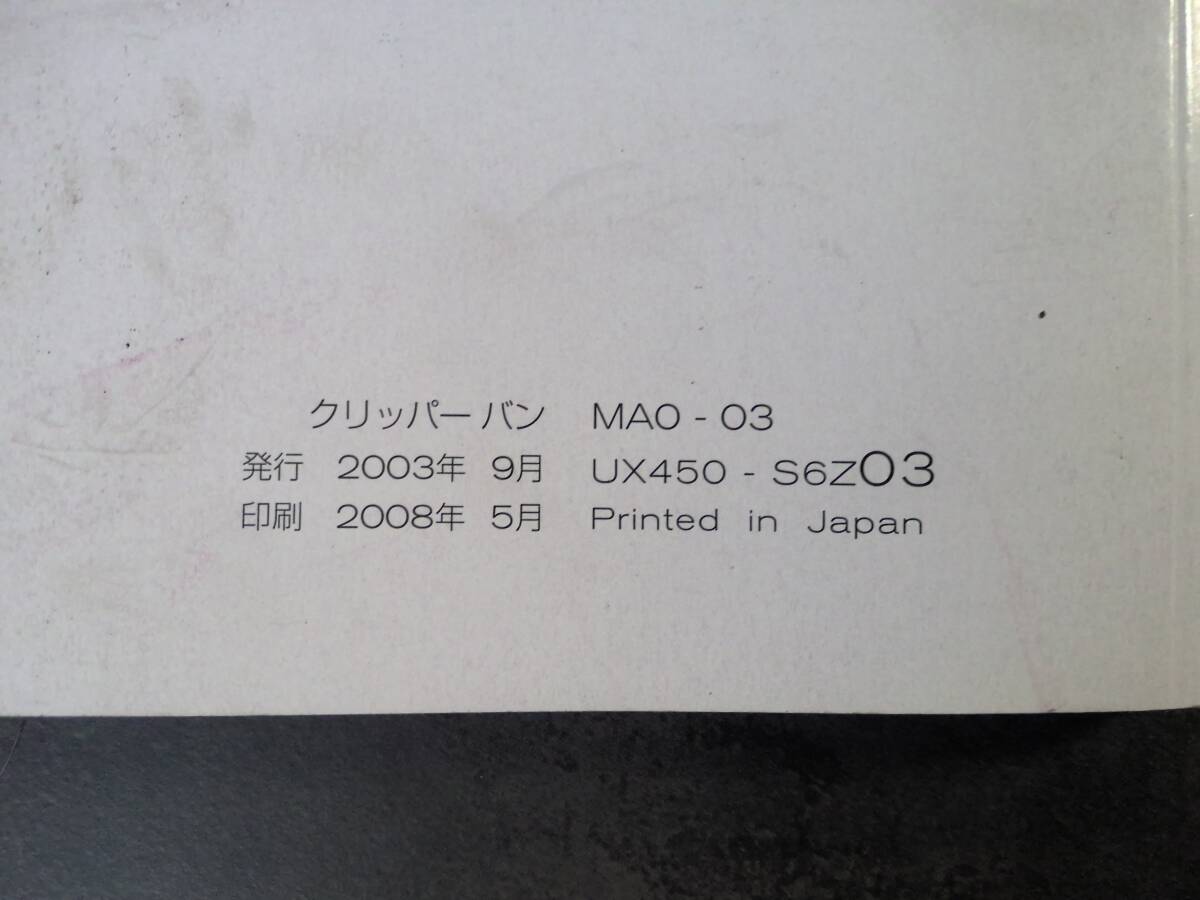 クリッパー バン MA0 - 03
発行 2003年 9月 UX450 - S6Z03
印刷 2008年 5月 Printed in Japan